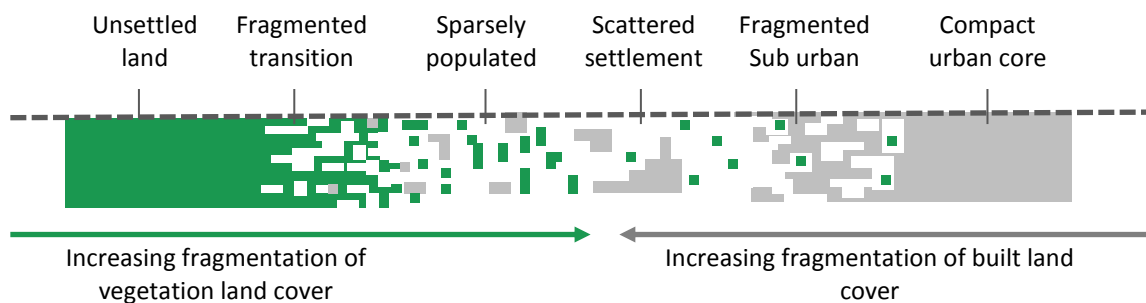 Unsettled
land
Fragmented
transition
Sparsely
populated
Scattered
settlement
Fragmented
Sub urban
Compact
urban core
Increasing fragmentation of
vegetation land cover
Increasing fragmentation of built land
cover